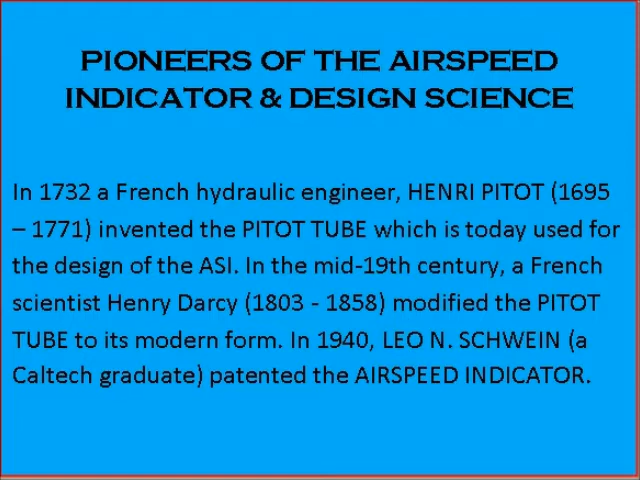 PIONEERS OF THE AIRSPEED
INDICATOR & DESIGN SCIENCE
In 1732 a French hydraulic engineer, HENRI PITOT (1695
– 1771) invented the PITOT TUBE which is today used for
the design of the ASI. In the mid-19th century, a French
scientist Henry Darcy (1803 - 1858) modified the PITOT
TUBE to its modern form. In 1940, LEO N. SCHWEIN (a
Caltech graduate) patented the AIRSPEED INDICATOR.